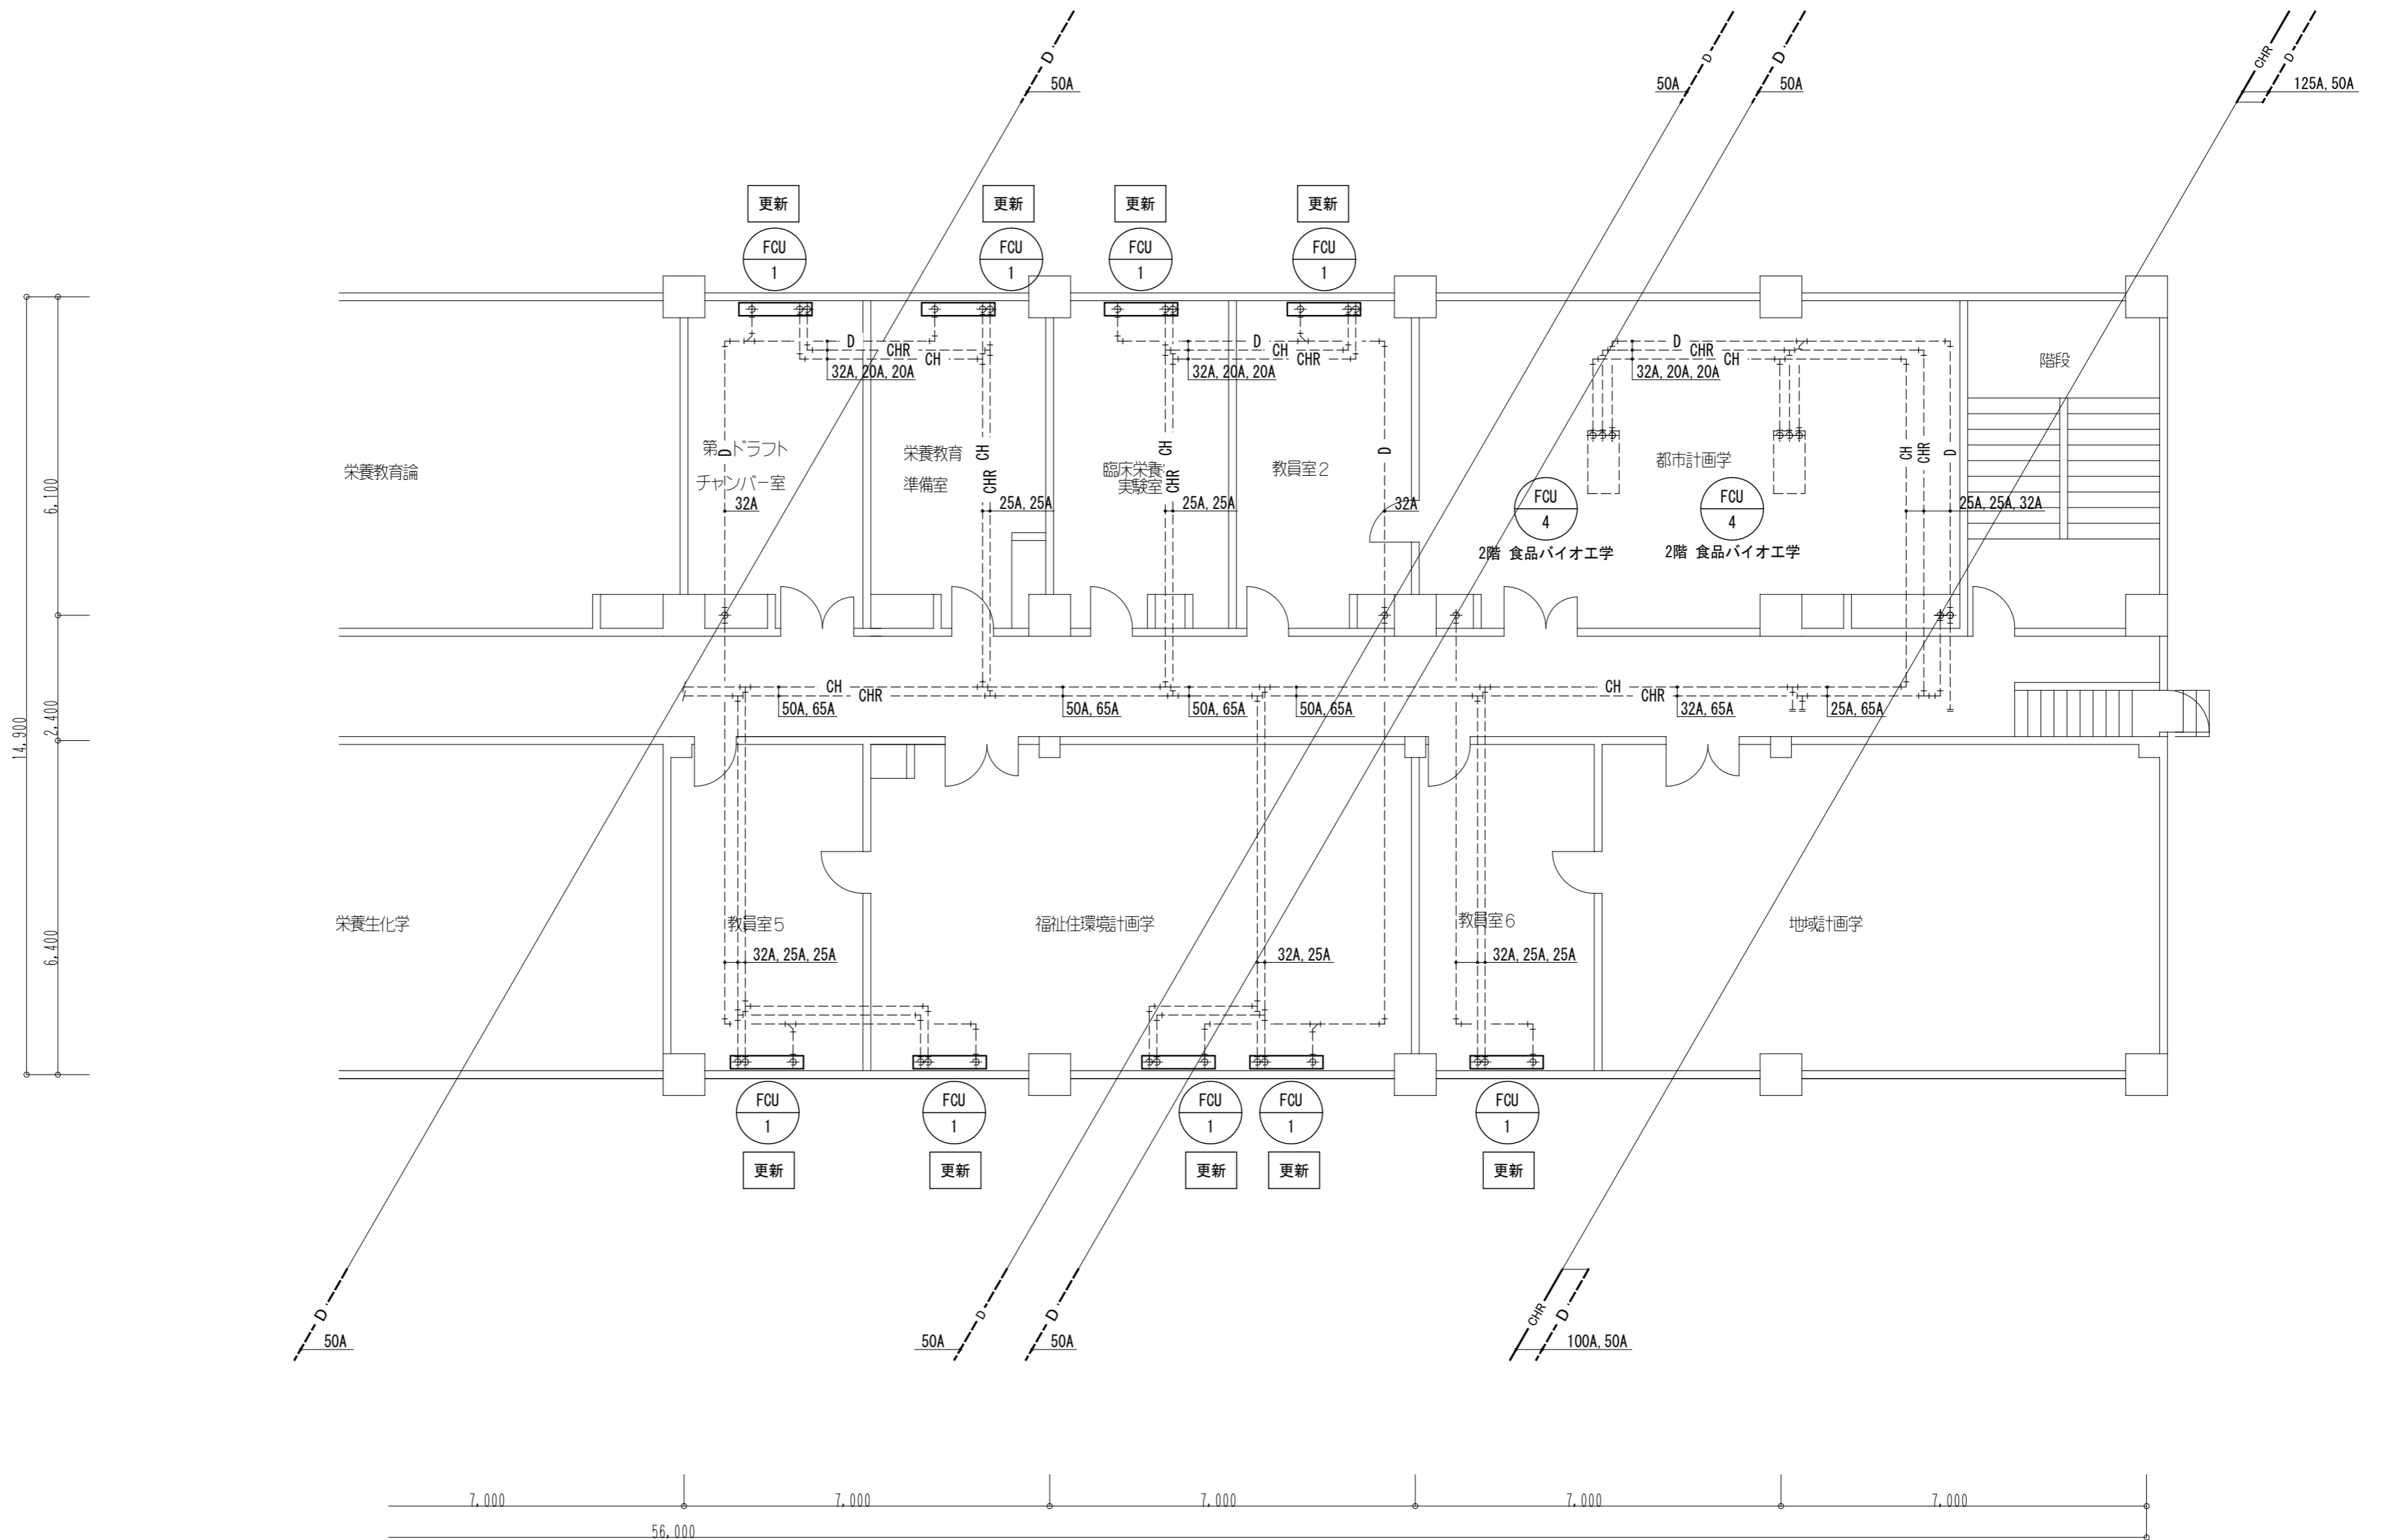 D
D
D
CHR
D
50A
50A
50A
125A, 50A
更新
更新
更新
更新
FCU
1
FCU
1
FCU
1
FCU
1
D
CHR
CH
32A, 20A, 20A
D
CH
CHR
32A, 20A, 20A
D
CHR
CH
32A, 20A, 20A
階段
栄養教育論
第一ドラフト
チャンバー室
D
32A
栄養教育
準備室
CH
CHR
25A, 25A
臨床栄養
実験室
CH
CHR
25A, 25A
教員室2
D
32A
都市計画学
FCU
4
2階 食品バイオ工学
FCU
4
2階 食品バイオ工学
CH
CHR
D
25A, 25A, 32A
6,100
2,400
14,900
6,400
CH
CHR
50A, 65A
50A, 65A
50A, 65A
50A, 65A
CH
CHR
32A, 65A
25A, 65A
栄養生化学
教員室5
福祉住環境計画学
教員室6
地域計画学
32A, 25A, 25A
32A, 25A
32A, 25A, 25A
FCU
1
FCU
1
FCU
1
FCU
1
FCU
1
更新
更新
更新
更新
更新
D
50A
D
50A
D
50A
CHR
D
100A, 50A
7,000
7,000
7,000
7,000
7,000
56,000